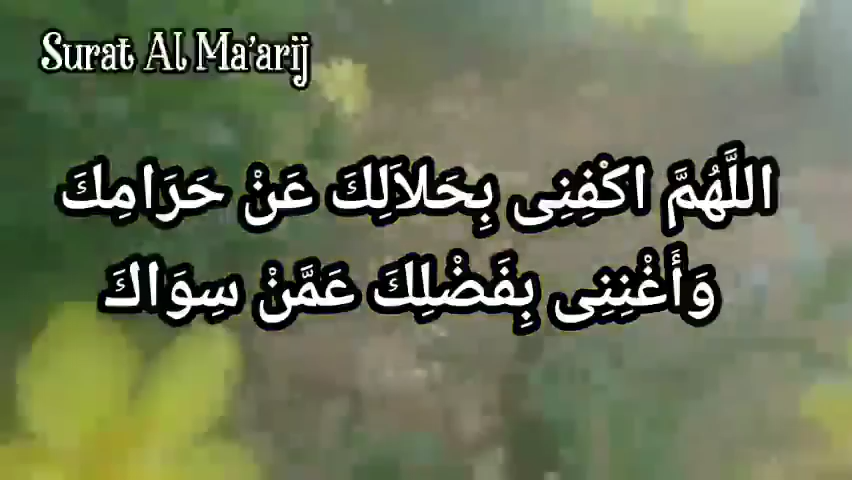 Surat Al Ma'arij
اللَّهُمَّ اكْفِنِى بِحَلاَلِكَ عَنْ حَرَامِكَ
وَأَغْنِنِى بِفَضْلِكَ عَمَّنْ سِوَاكَ